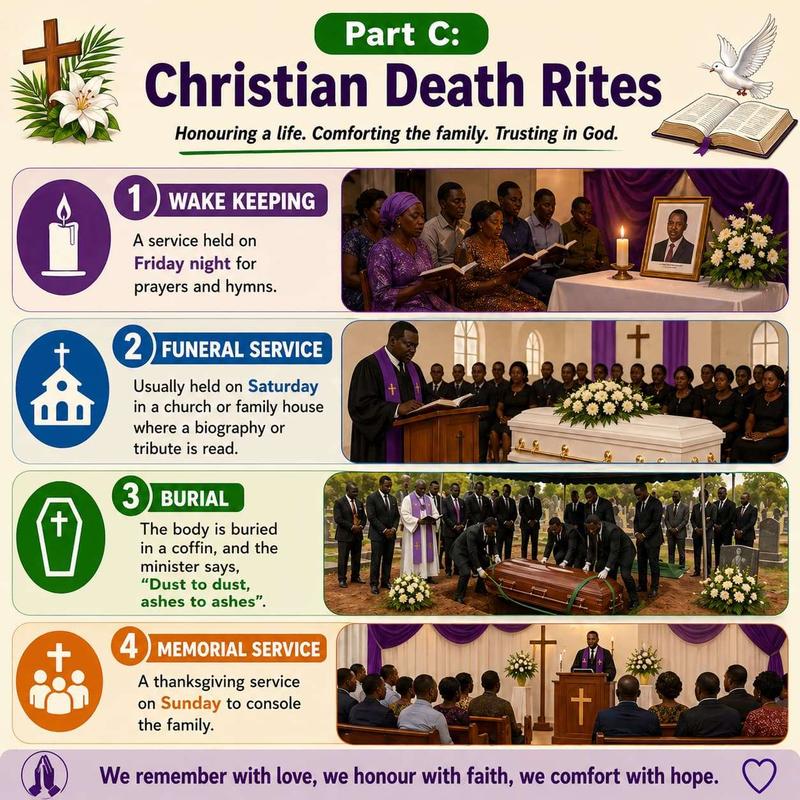 Part C:
Christian Death Rites
Honouring a life. Comforting the family. Trusting in God.
1 WAKE KEEPING
A service held on
Friday night for
prayers and hymns.
2 FUNERAL SERVICE
Usually held on Saturday
in a church or family house
where a biography or
tribute is read.
3 BURIAL
The body is buried
in a coffin, and the
minister says,
“Dust to dust,
ashes to ashes”.
4 MEMORIAL SERVICE
A thanksgiving service
on Sunday to console
the family.
We remember with love, we honour with faith, we comfort with hope.